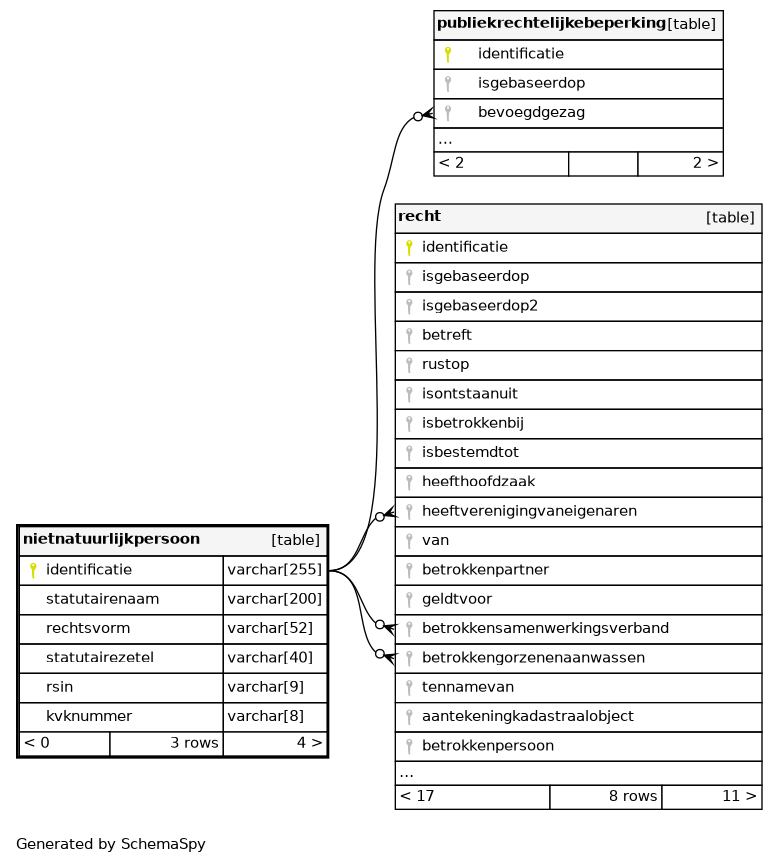 publiekrechtelijkebeperking [table]
identificatie
isgebaseerdop
bevoegdgezag
...
< 2 2 >
recht [table]
identificatie
isgebaseerdop
isgebaseerdop2
betreft
rustop
isontstaanuit
isbetrokkenbij
isbestemdtot
heefthoofdzaak
heeftverenigingvaneigenaren
van
betrokkenpartner
geldtvoor
betrokkensamenwerkingsverband
betrokkengorzenenaanwassen
tennamevan
aantekeningkadastraalobject
betrokkenpersoon
...
< 17 8 rows 11 >
nietnatuurlijkpersoon [table]
identificatie varchar[255]
statutairenaam varchar[200]
rechtsvorm varchar[52]
statutairezetel varchar[40]
rsin varchar[9]
kvknummer varchar[8]
< 0 3 rows 4 >
Generated by SchemaSpy